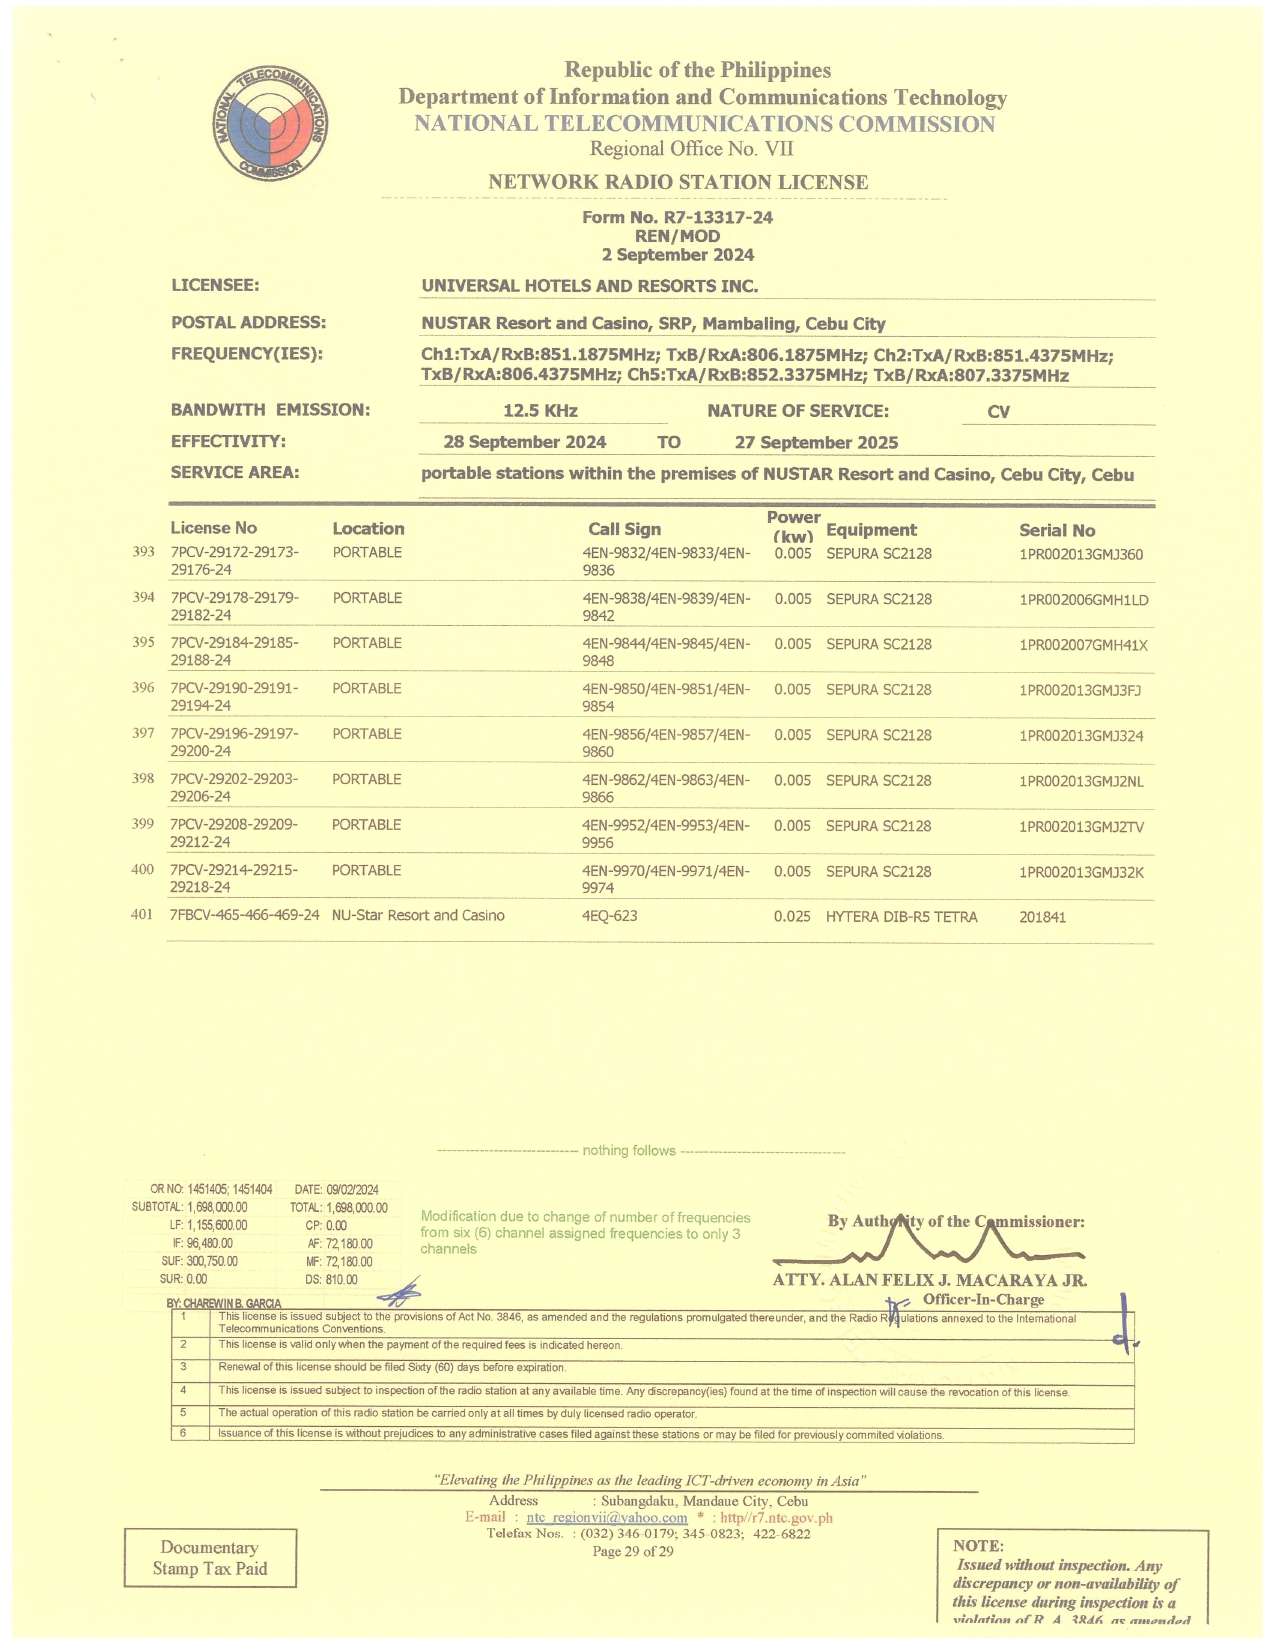 NATIONAL TELECOMMUNICATIONS
COMMISSION
Republic of the Philippines
Department of Information and Communications Technology
NATIONAL TELECOMMUNICATIONS COMMISSION
Regional Office No. VII
NETWORK RADIO STATION LICENSE
Form No. R7-13317-24
REN/MOD
2 September 2024
LICENSEE: UNIVERSAL HOTELS AND RESORTS INC.
POSTAL ADDRESS: NUSTAR Resort and Casino, SRP, Mambaling, Cebu City
FREQUENCY(IES): Ch1:TxA/RxB:851.1875MHz; TxB/RxA:806.1875MHz; Ch2:TxA/RxB:851.4375MHz;
TxB/RxA:806.4375MHz; Ch5:TxA/RxB:852.3375MHz; TxB/RxA:807.3375MHz
BANDWITH EMISSION: 12.5 KHz NATURE OF SERVICE: CV
EFFECTIVITY: 28 September 2024 TO 27 September 2025
SERVICE AREA: portable stations within the premises of NUSTAR Resort and Casino, Cebu City, Cebu
License No Location Call Sign Power (kw) Equipment Serial No
393 7PCV-29172-29173- PORTABLE 4EN-9832/4EN-9833/4EN- 0.005 SEPURA SC2128 1PR002013GMJ360
29176-24 9836
394 7PCV-29178-29179- PORTABLE 4EN-9838/4EN-9839/4EN- 0.005 SEPURA SC2128 1PR002006GMH1LD
29182-24 9842
395 7PCV-29184-29185- PORTABLE 4EN-9844/4EN-9845/4EN- 0.005 SEPURA SC2128 1PR002007GMH41X
29188-24 9848
396 7PCV-29190-29191- PORTABLE 4EN-9850/4EN-9851/4EN- 0.005 SEPURA SC2128 1PR002013GMJ3FJ
29194-24 9854
397 7PCV-29196-29197- PORTABLE 4EN-9856/4EN-9857/4EN- 0.005 SEPURA SC2128 1PR002013GMJ324
29200-24 9860
398 7PCV-29202-29203- PORTABLE 4EN-9862/4EN-9863/4EN- 0.005 SEPURA SC2128 1PR002013GMJ2NL
29206-24 9866
399 7PCV-29208-29209- PORTABLE 4EN-9952/4EN-9953/4EN- 0.005 SEPURA SC2128 1PR002013GMJ2TV
29212-24 9956
400 7PCV-29214-29215- PORTABLE 4EN-9970/4EN-9971/4EN- 0.005 SEPURA SC2128 1PR002013GMJ32K
29218-24 9974
401 7FBCV-465-466-469-24 NU-Star Resort and Casino 4EQ-623 0.025 HYTERA DIB-R5 TETRA 201841
---------------------------- nothing follows ---------------------------------
OR NO: 1451405; 1451404 DATE: 09/02/2024
SUBTOTAL: 1,698,000.00 TOTAL: 1,698,000.00
LF: 1,155,600.00 CP: 0.00
IF: 96,480.00 AF: 72,180.00
SUF: 300,750.00 MF: 72,180.00
SUR: 0.00 DS: 810.00
BY: CHAREWIN B. GARCIA
Modification due to change of number of frequencies
from six (6) channel assigned frequencies to only 3
channels
By Authority of the Commissioner:
ATTY. ALAN FELIX J. MACARAYA JR.
Officer-In-Charge
1 This license is issued subject to the provisions of Act No. 3846, as amended and the regulations promulgated thereunder, and the Radio Regulations annexed to the International
Telecommunications Conventions.
2 This license is valid only when the payment of the required fees is indicated hereon.
3 Renewal of this license should be filed Sixty (60) days before expiration.
4 This license is issued subject to inspection of the radio station at any available time. Any discrepancy(ies) found at the time of inspection will cause the revocation of this license.
5 The actual operation of this radio station be carried only at all times by duly licensed radio operator.
6 Issuance of this license is without prejudices to any administrative cases filed against these stations or may be filed for previously commited violations.
"Elevating the Philippines as the leading ICT-driven economy in Asia"
Address : Subangdaku, Mandaue City, Cebu
E-mail : ntc_regionvii@yahoo.com * : http//r7.ntc.gov.ph
Telefax Nos. : (032) 346-0179; 345-0823; 422-6822
Page 29 of 29
Documentary
Stamp Tax Paid
NOTE:
Issued without inspection. Any
discrepancy or non-availability of
this license during inspection is a
violation of R. A. 3846, as amended